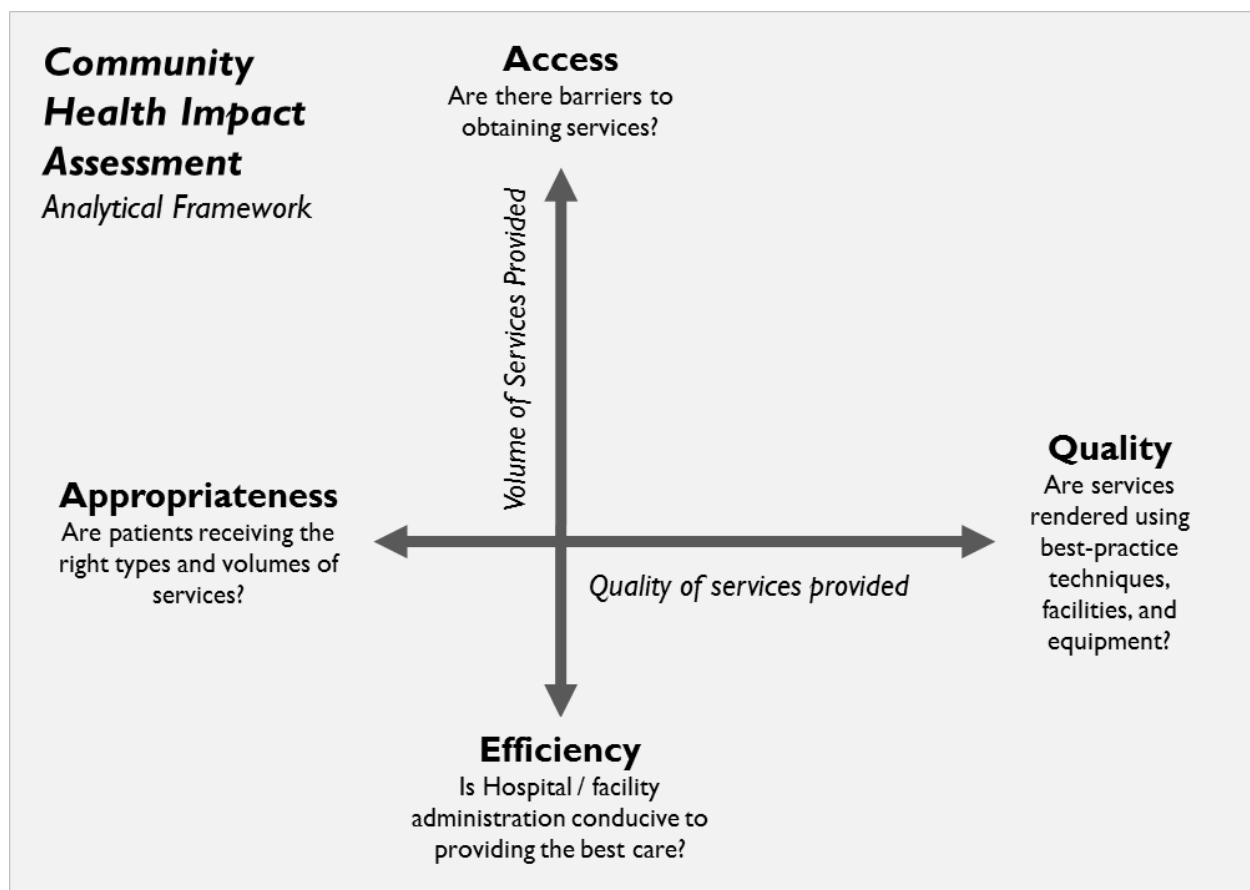 Community
Health Impact
Assessment
Analytical Framework
Access
Are there barriers to
obtaining services?
Volume of Services Provided
Appropriateness
Are patients receiving the
right types and volumes of
services?
Quality of services provided
Quality
Are services
rendered using
best-practice
techniques,
facilities, and
equipment?
Efficiency
Is Hospital / facility
administration conducive to
providing the best care?